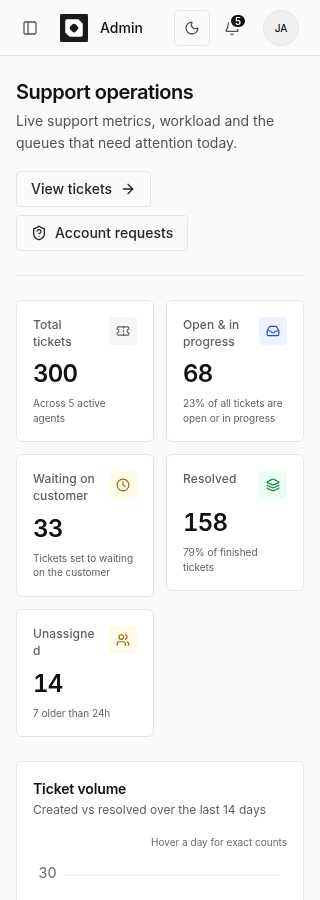 Admin
5
JA
Support operations
Live support metrics, workload and the
queues that need attention today.
View tickets
Account requests
Total
tickets
300
Across 5 active
agents
Open & in
progress
68
23% of all tickets are
open or in progress
Waiting on
customer
33
Tickets set to waiting
on the customer
Resolved
158
79% of finished
tickets
Unassigne
d
14
7 older than 24h
Ticket volume
Created vs resolved over the last 14 days
Hover a day for exact counts
30